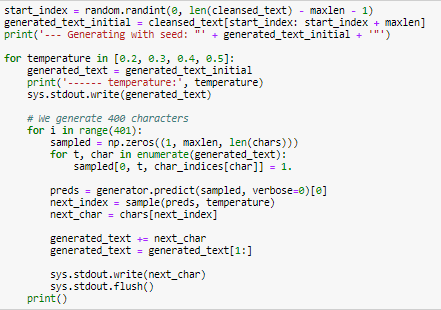 start_index = random.randint(0, len(cleansed_text) - maxlen - 1)
generated_text_initial = cleansed_text[start_index: start_index + maxlen]
print('--- Generating with seed: "' + generated_text_initial + '"')

for temperature in [0.2, 0.3, 0.4, 0.5]:
    generated_text = generated_text_initial
    print('------ temperature:', temperature)
    sys.stdout.write(generated_text)

    # We generate 400 characters
    for i in range(401):
        sampled = np.zeros((1, maxlen, len(chars)))
        for t, char in enumerate(generated_text):
            sampled[0, t, char_indices[char]] = 1.

        preds = generator.predict(sampled, verbose=0)[0]
        next_index = sample(preds, temperature)
        next_char = chars[next_index]

        generated_text += next_char
        generated_text = generated_text[1:]

        sys.stdout.write(next_char)
        sys.stdout.flush()
    print()